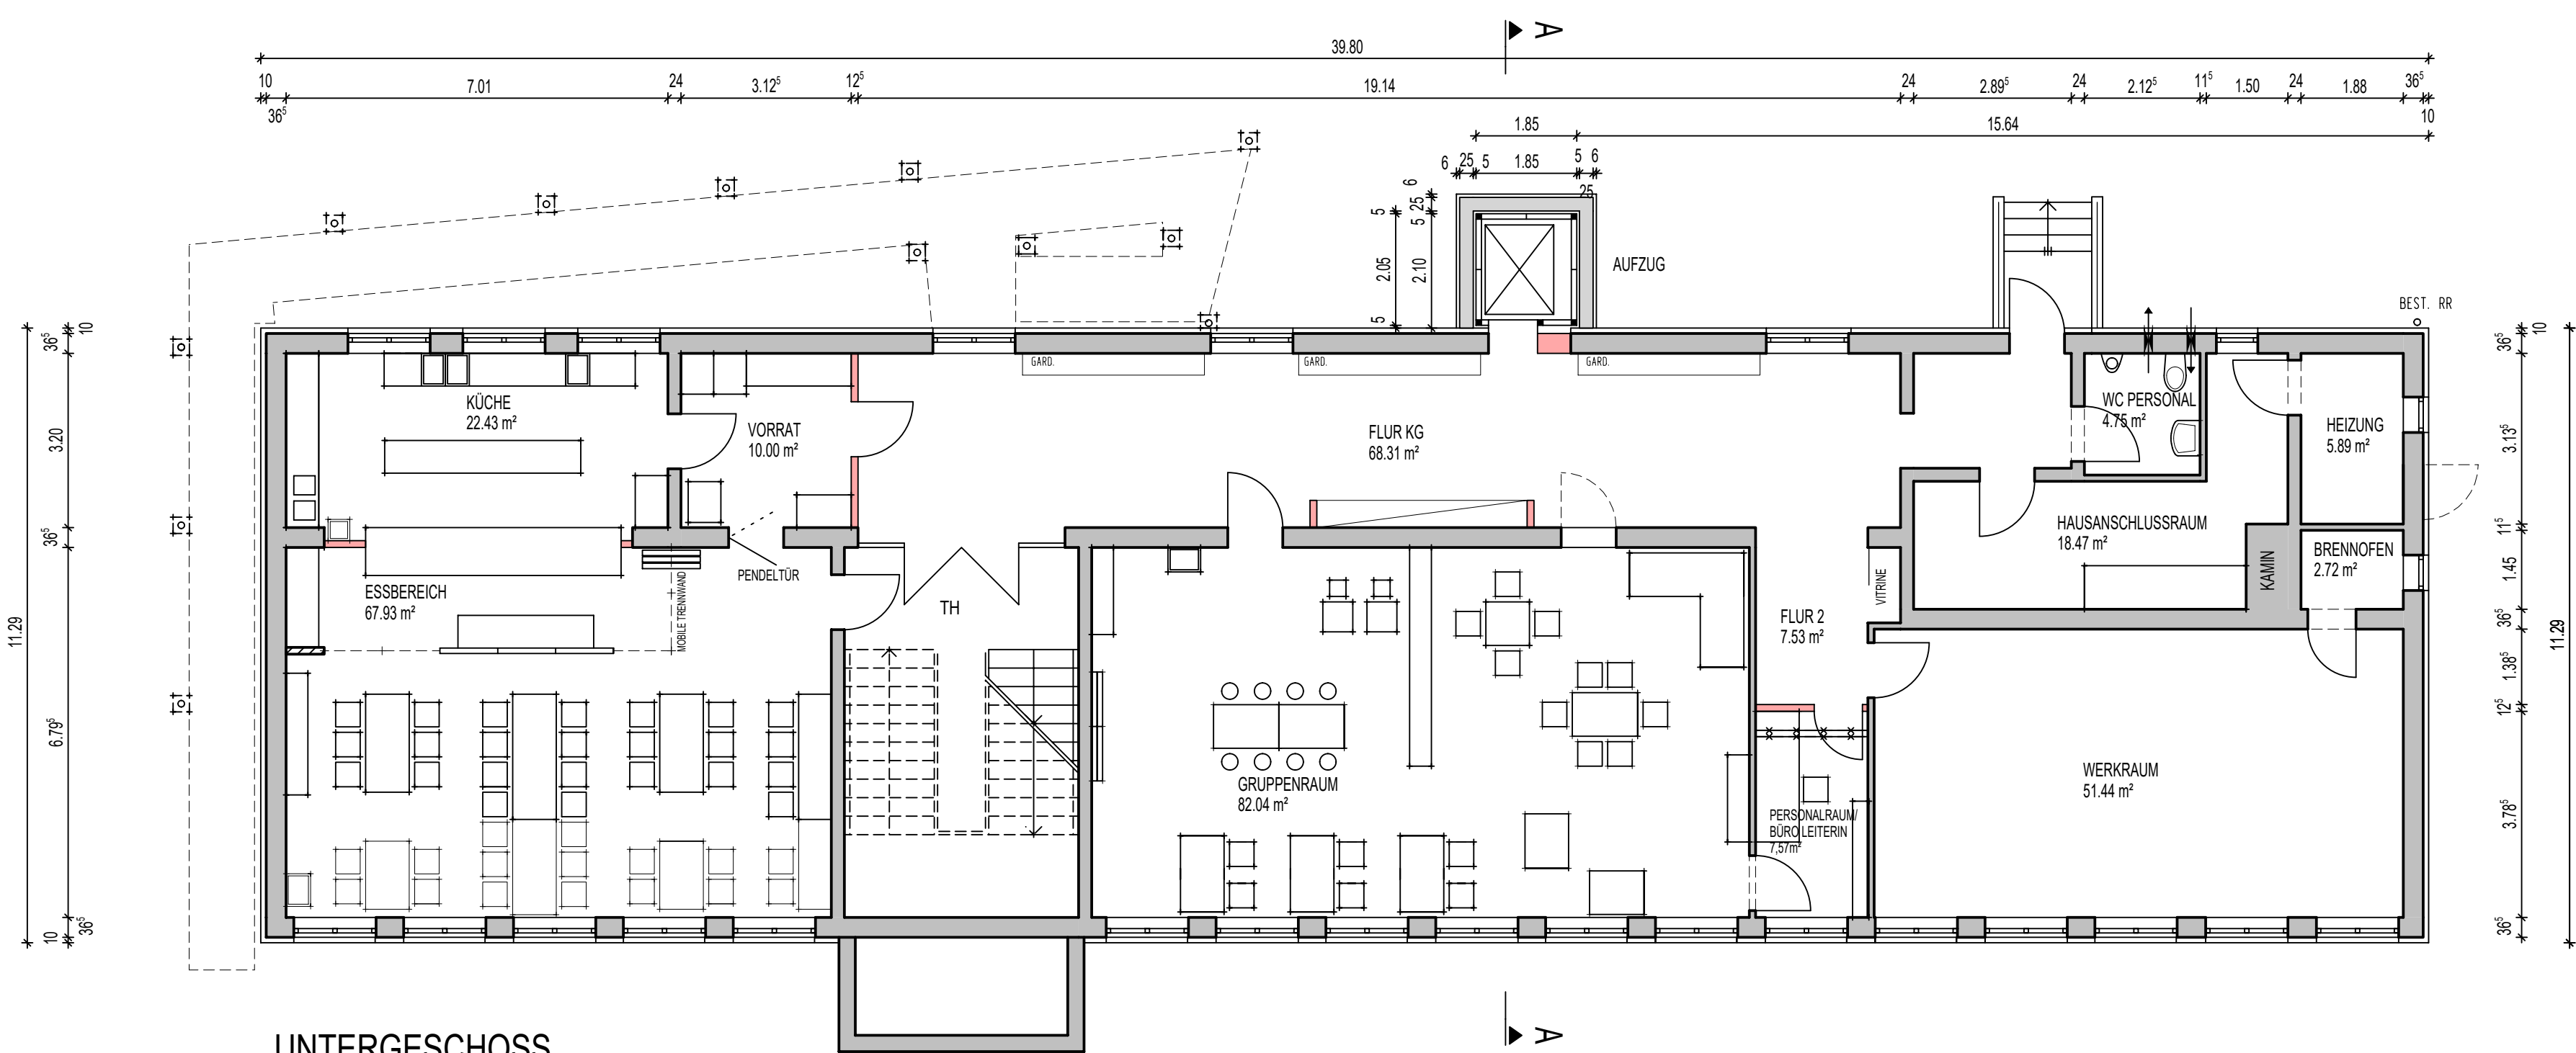 A
39.80
10 7.01 24 3.12⁵ 12⁵ 19.14 24 2.89⁵ 24 2.12⁵ 11⁵ 1.50 24 1.88 36⁵
36⁵ 10
1.85 15.64
6 25 5 1.85 5 6
25
6
25
5
5
2.05
2.10
5
AUFZUG
BEST. RR
10
36⁵
3.20
36⁵
6.79⁵
10
36⁵
11.29
GARD. GARD. GARD.
KÜCHE
22.43 m²
VORRAT
10.00 m²
FLUR KG
68.31 m²
WC PERSONAL
4.75 m²
HEIZUNG
5.89 m²
HAUSANSCHLUSSRAUM
18.47 m²
KAMIN
BRENNOFEN
2.72 m²
PENDELTÜR
ESSBEREICH
67.93 m²
MOBILE TRENNWAND
TH
VITRINE
FLUR 2
7.53 m²
GRUPPENRAUM
82.04 m²
PERSONALRAUM/
BÜRO LEITERIN
7,57m²
WERKRAUM
51.44 m²
10
36⁵
3.13⁵
11⁵
1.45
36⁵
1.38⁵
12⁵
3.78⁵
36⁵
11.29
A
UNTERGESCHOSS